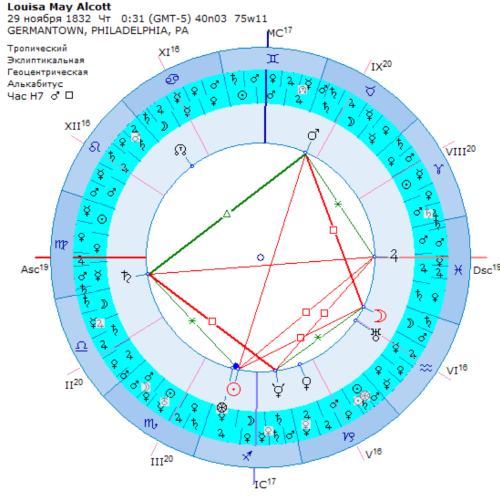 Louisa May Alcott
29 ноября 1832 Чт 0:31 (GMT-5) 40n03 75w11
GERMANTOWN, PHILADELPHIA, PA
Тропический
Эклиптикальная
Геоцентрическая
Алькабитус
Час H7 ♂ □
MC17
XI16
IX20
XII16
VIII20
Asc19
Dsc19
II20
VI16
III20
V16
IC17